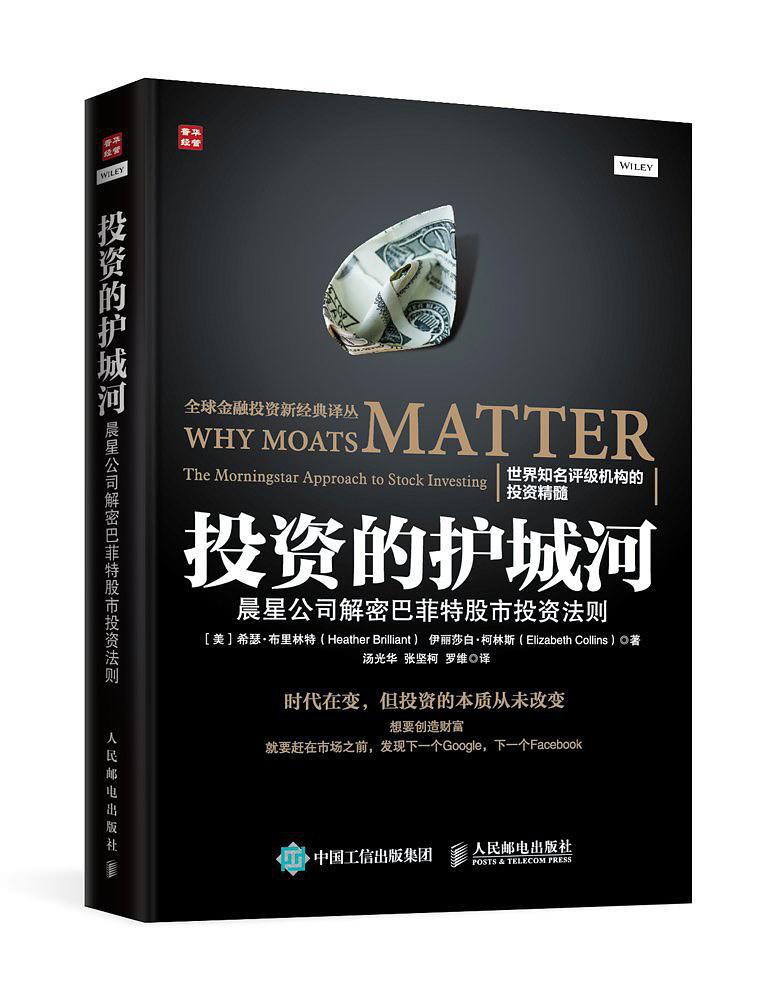 普华
经营
WILEY
投资的护城河
晨星公司解密巴菲特股市投资法则
人民邮电出版社
普华
经营
WILEY
全球金融投资新经典译丛
WHY MOATS MATTER
The Morningstar Approach to Stock Investing
世界知名评级机构的
投资精髓
投资的护城河
晨星公司解密巴菲特股市投资法则
[美]希瑟·布里林特(Heather Brilliant) 伊丽莎白·柯林斯(Elizabeth Collins)◎著
汤光华 张坚柯 罗维◎译
时代在变，但投资的本质从未改变
想要创造财富
就要赶在市场之前，发现下一个Google，下一个Facebook
中国工信出版集团
人民邮电出版社
POSTS & TELECOM PRESS